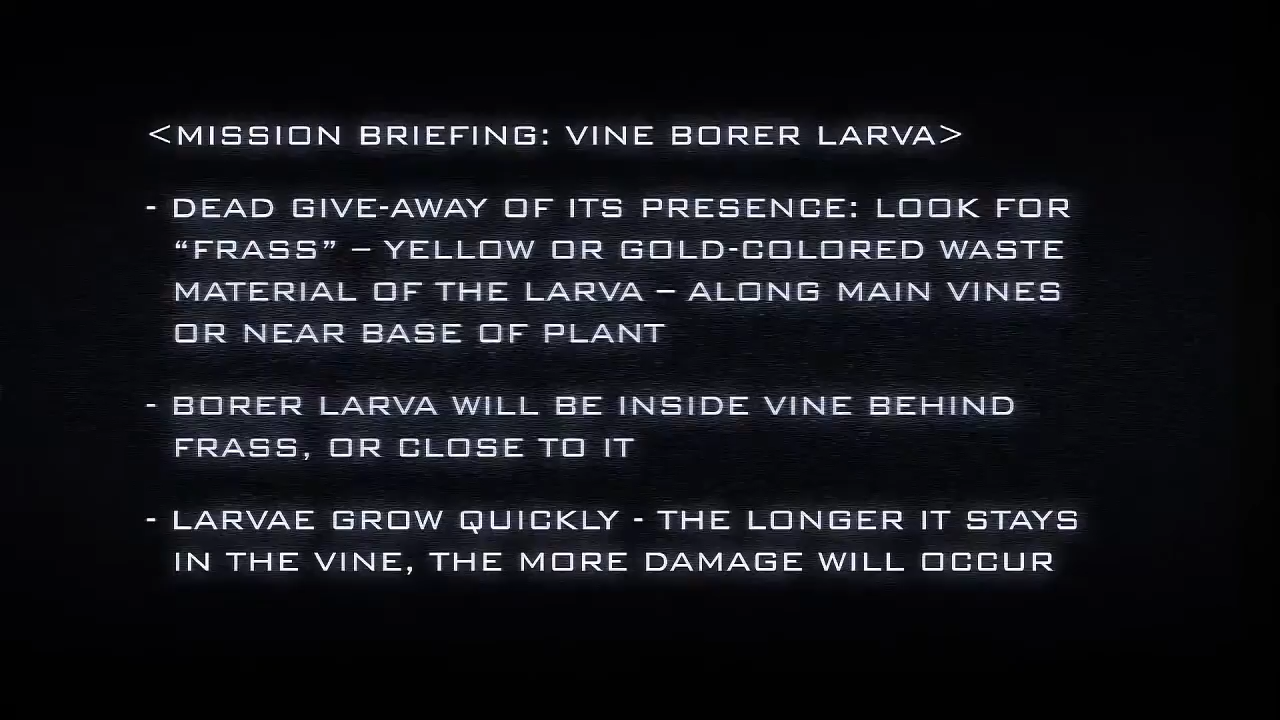 <MISSION BRIEFING: VINE BORER LARVA>
- DEAD GIVE-AWAY OF ITS PRESENCE: LOOK FOR
“FRASS” – YELLOW OR GOLD-COLORED WASTE
MATERIAL OF THE LARVA – ALONG MAIN VINES
OR NEAR BASE OF PLANT
- BORER LARVA WILL BE INSIDE VINE BEHIND
FRASS, OR CLOSE TO IT
- LARVAE GROW QUICKLY - THE LONGER IT STAYS
IN THE VINE, THE MORE DAMAGE WILL OCCUR